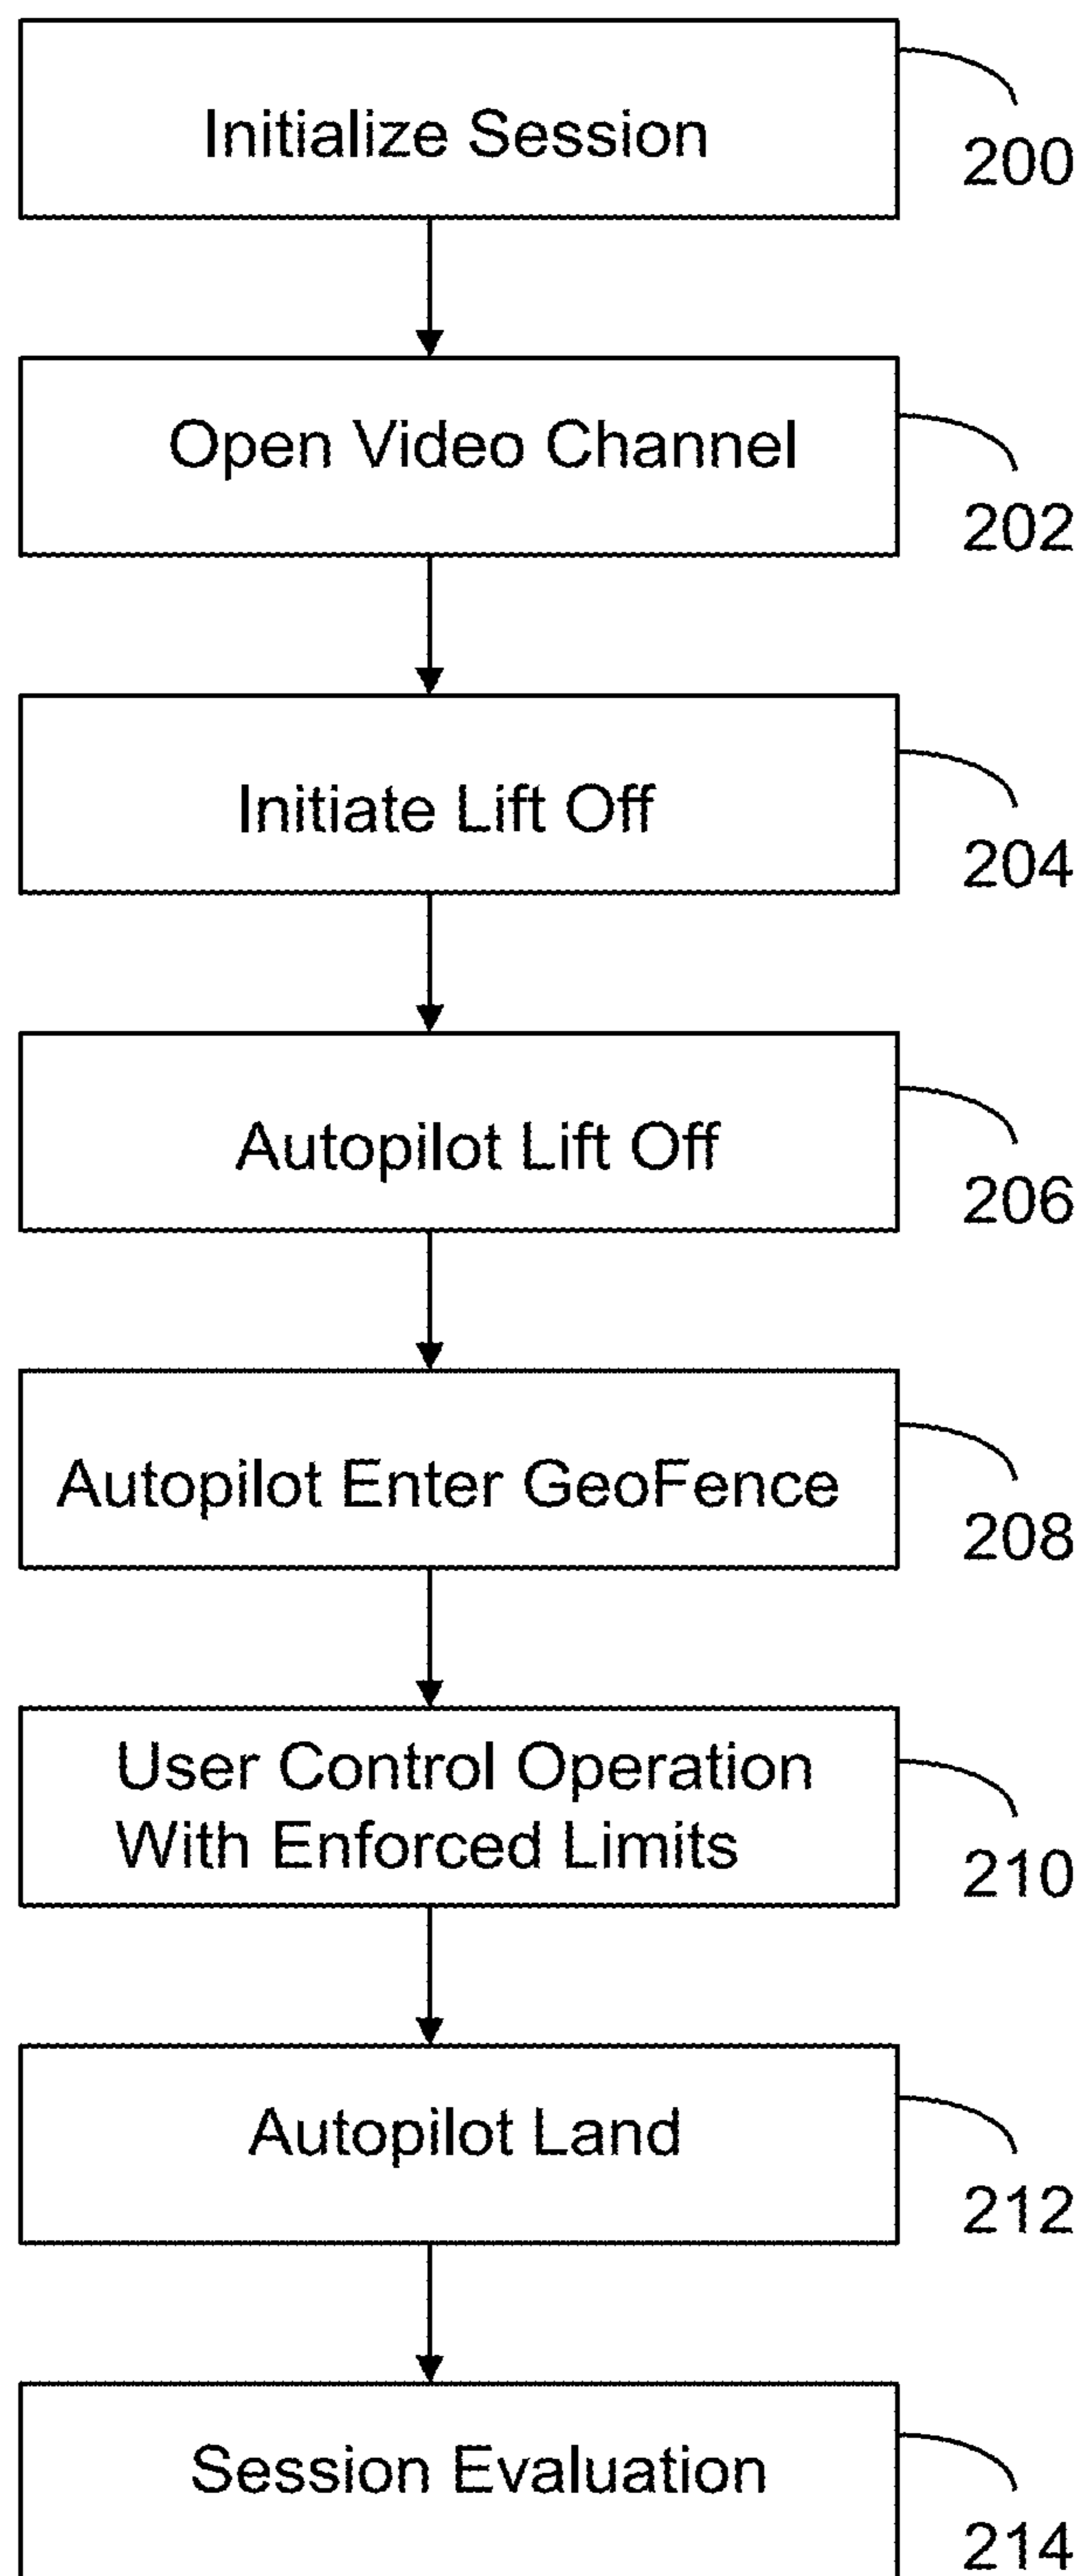 Initialize Session
200
Open Video Channel
202
Initiate Lift Off
204
Autopilot Lift Off
206
Autopilot Enter GeoFence
208
User Control Operation
With Enforced Limits
210
Autopilot Land
212
Session Evaluation
214